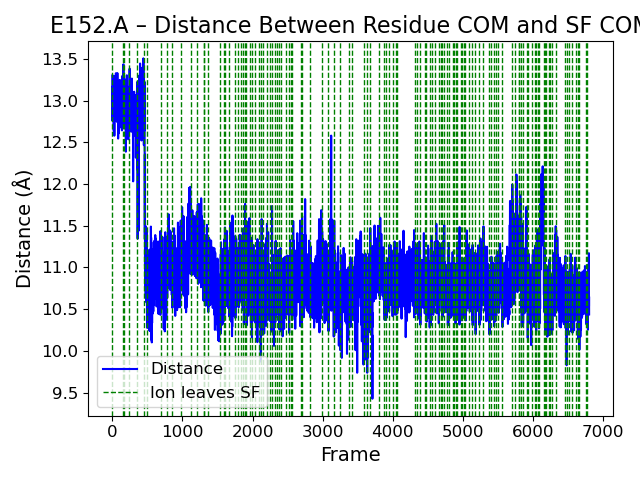 E152.A – Distance Between Residue COM and SF COM
Distance (Å)
13.5
13.0
12.5
12.0
11.5
11.0
10.5
10.0
9.5
Distance
Ion leaves SF
0 1000 2000 3000 4000 5000 6000 7000
Frame